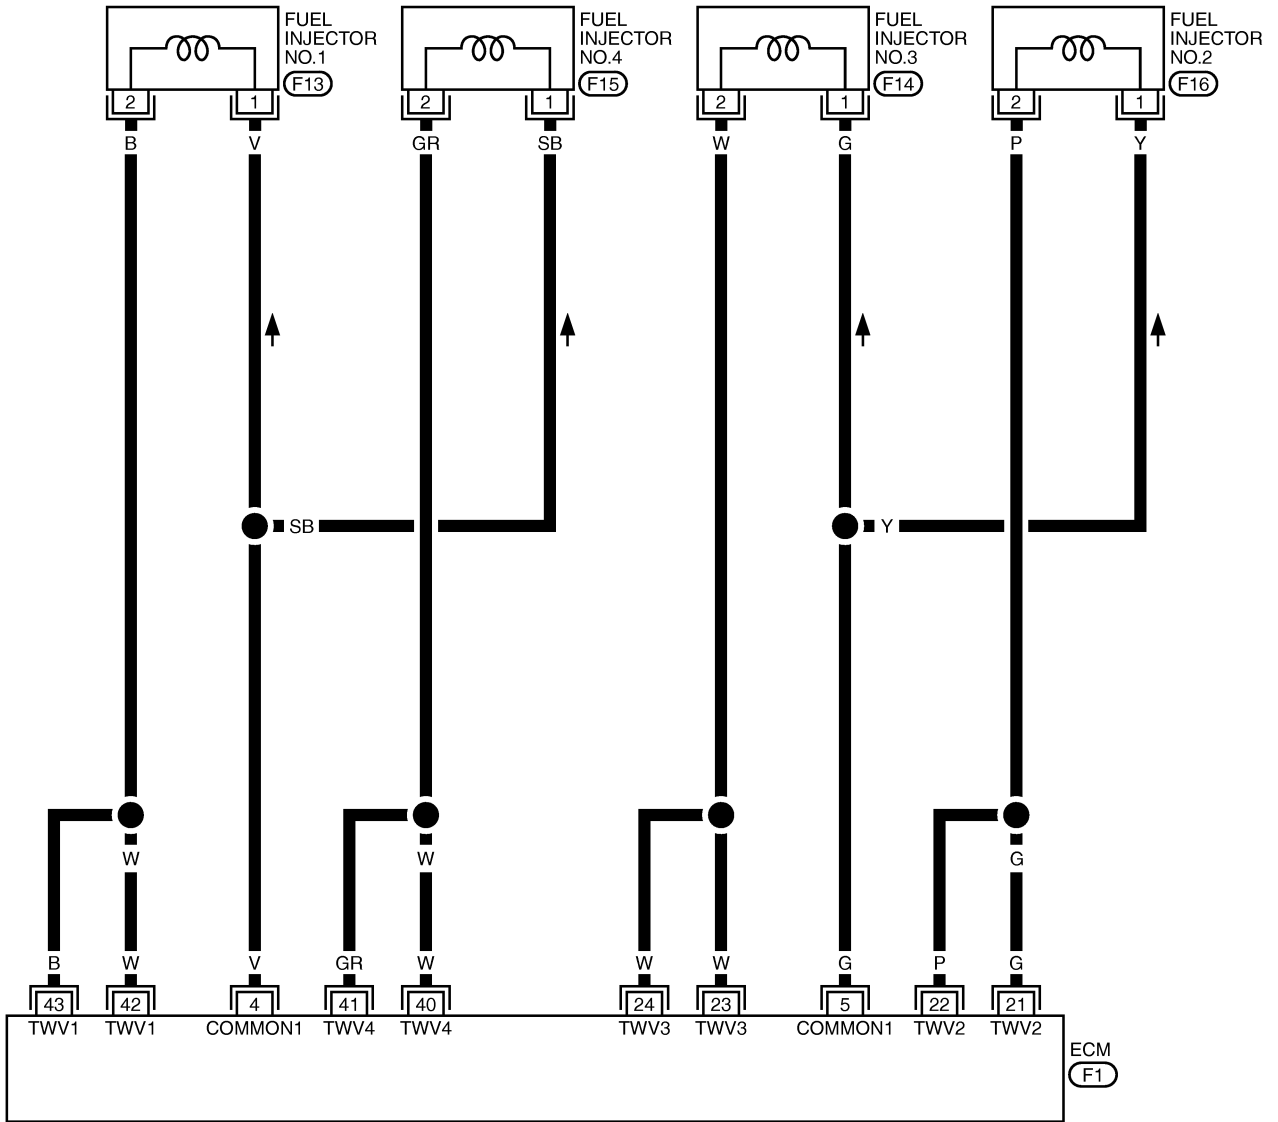 FUEL
INJECTOR
NO.1
F13
FUEL
INJECTOR
NO.4
F15
FUEL
INJECTOR
NO.3
F14
FUEL
INJECTOR
NO.2
F16
2 1 2 1 2 1 2 1
B V GR SB W G P Y
SB Y
W W G
B W V GR W W W G P G
43 42 4 41 40 24 23 5 22 21
TWV1 TWV1 COMMON1 TWV4 TWV4 TWV3 TWV3 COMMON1 TWV2 TWV2
ECM
F1